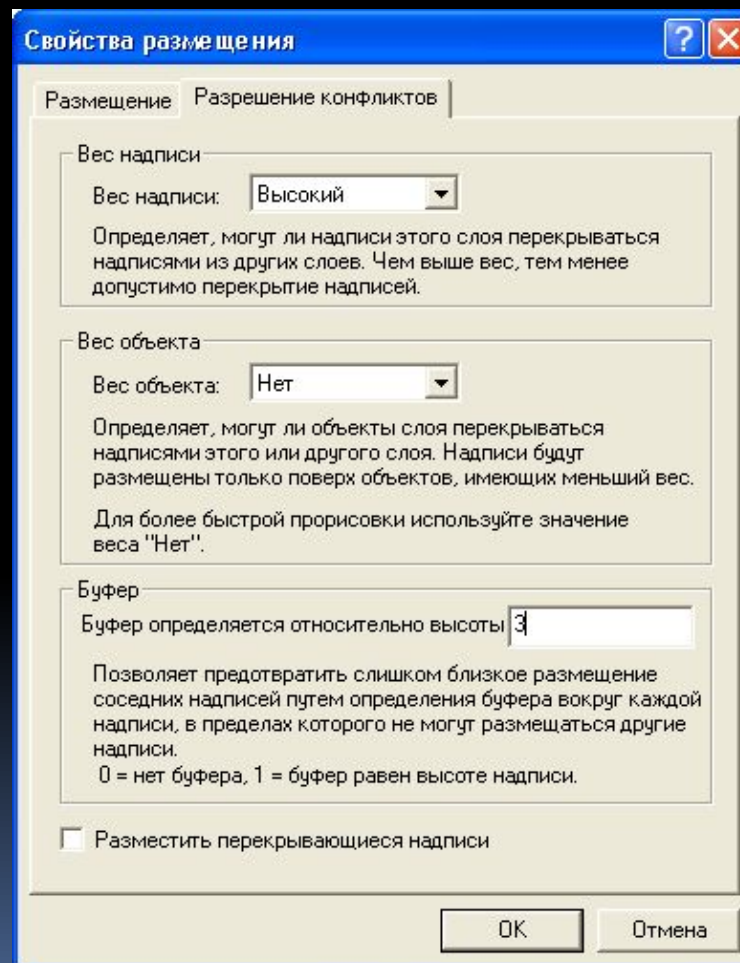 Свойства размещения
Размещение
Разрешение конфликтов
Вес надписи
Вес надписи: Высокий
Определяет, могут ли надписи этого слоя перекрываться
надписями из других слоев. Чем выше вес, тем менее
допустимо перекрытие надписей.
Вес объекта
Вес объекта: Нет
Определяет, могут ли объекты слоя перекрываться
надписями этого или другого слоя. Надписи будут
размещены только поверх объектов, имеющих меньший вес.
Для более быстрой прорисовки используйте значение
веса "Нет".
Буфер
Буфер определяется относительно высоты 3
Позволяет предотвратить слишком близкое размещение
соседних надписей путем определения буфера вокруг каждой
надписи, в пределах которого не могут размещаться другие
надписи.
0 = нет буфера, 1 = буфер равен высоте надписи.
Разместить перекрывающиеся надписи
OK
Отмена